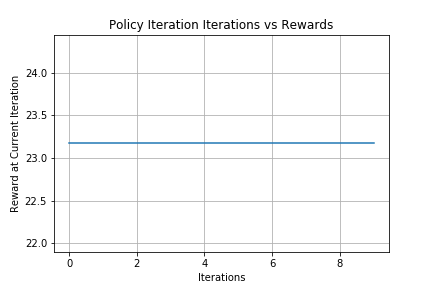 Policy Iteration Iterations vs Rewards
24.0
23.5
23.0
22.5
22.0
Reward at Current Iteration
0 2 4 6 8
Iterations